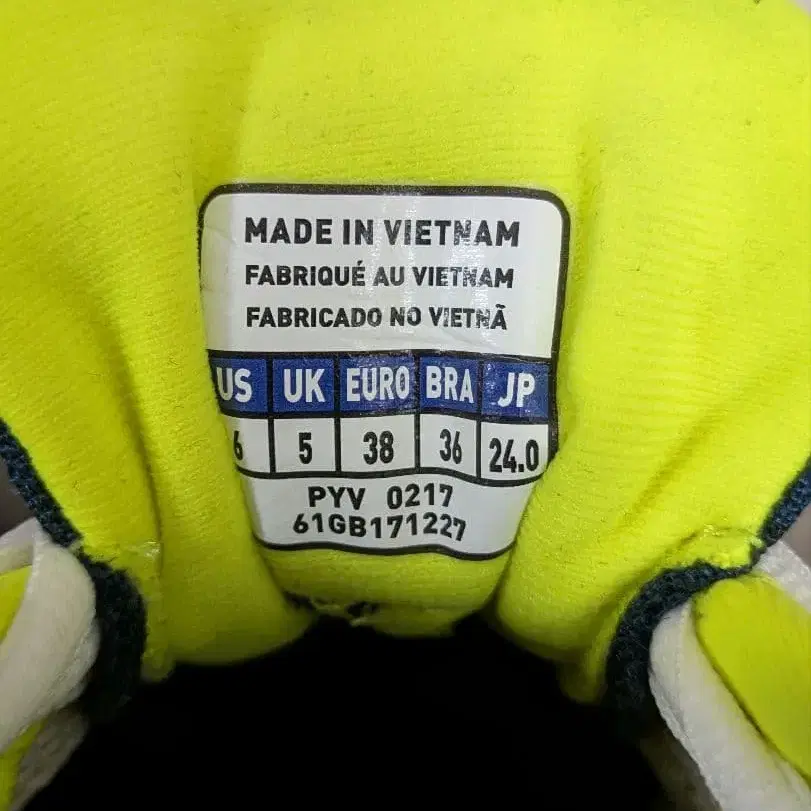 MADE IN VIETNAM
FABRIQUÉ AU VIETNAM
FABRICADO NO VIETNÃ
US UK EURO BRA JP
6 5 38 36 24.0
PYV 0217
61GB171227